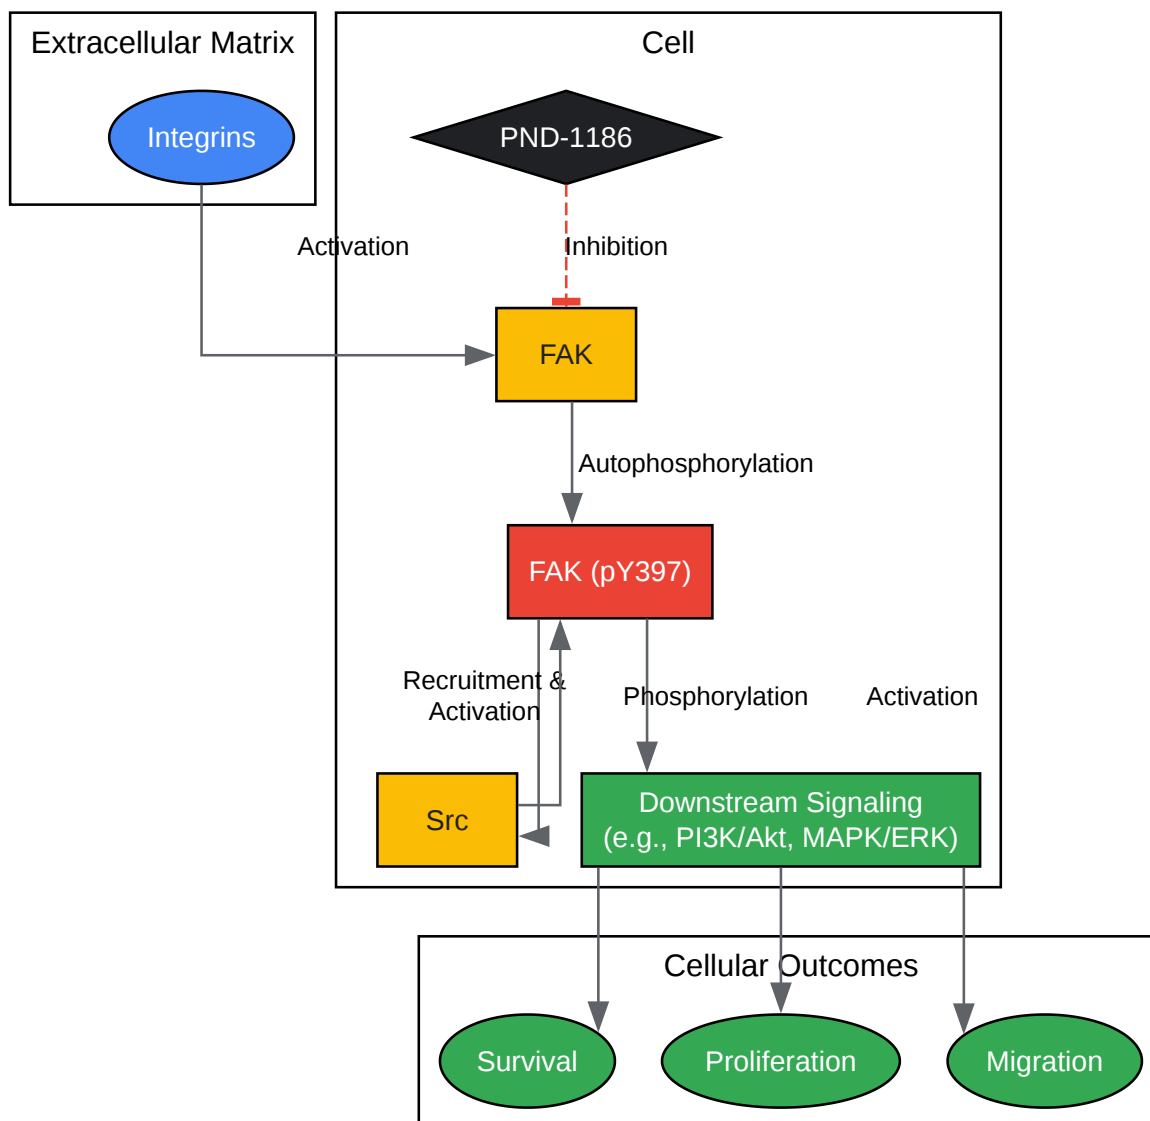 Extracellular Matrix
Cell
Integrins
PND-1186
Activation
Inhibition
FAK
Autophosphorylation
FAK (pY397)
Recruitment &
Activation
Phosphorylation
Activation
Src
Downstream Signaling
(e.g., PI3K/Akt, MAPK/ERK)
Cellular Outcomes
Survival
Proliferation
Migration